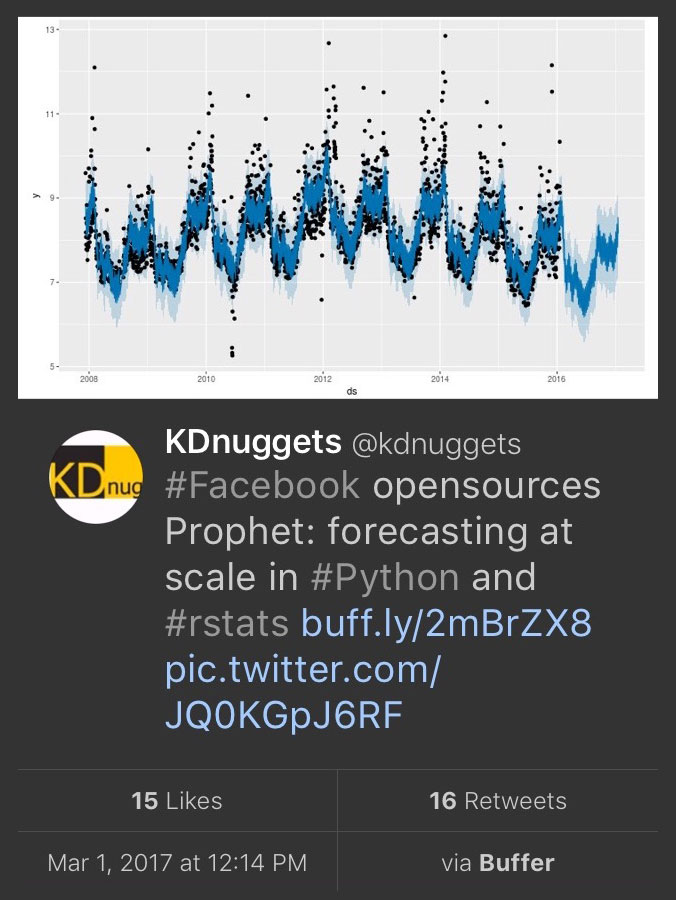 13
11
9
y
7
5
2008 2010 2012 2014 2016
ds
KDnuggets @kdnuggets
KDnug
#Facebook opensources
Prophet: forecasting at
scale in #Python and
#rstats buff.ly/2mBrZX8
pic.twitter.com/
JQ0KGpJ6RF
15 Likes 16 Retweets
Mar 1, 2017 at 12:14 PM via Buffer